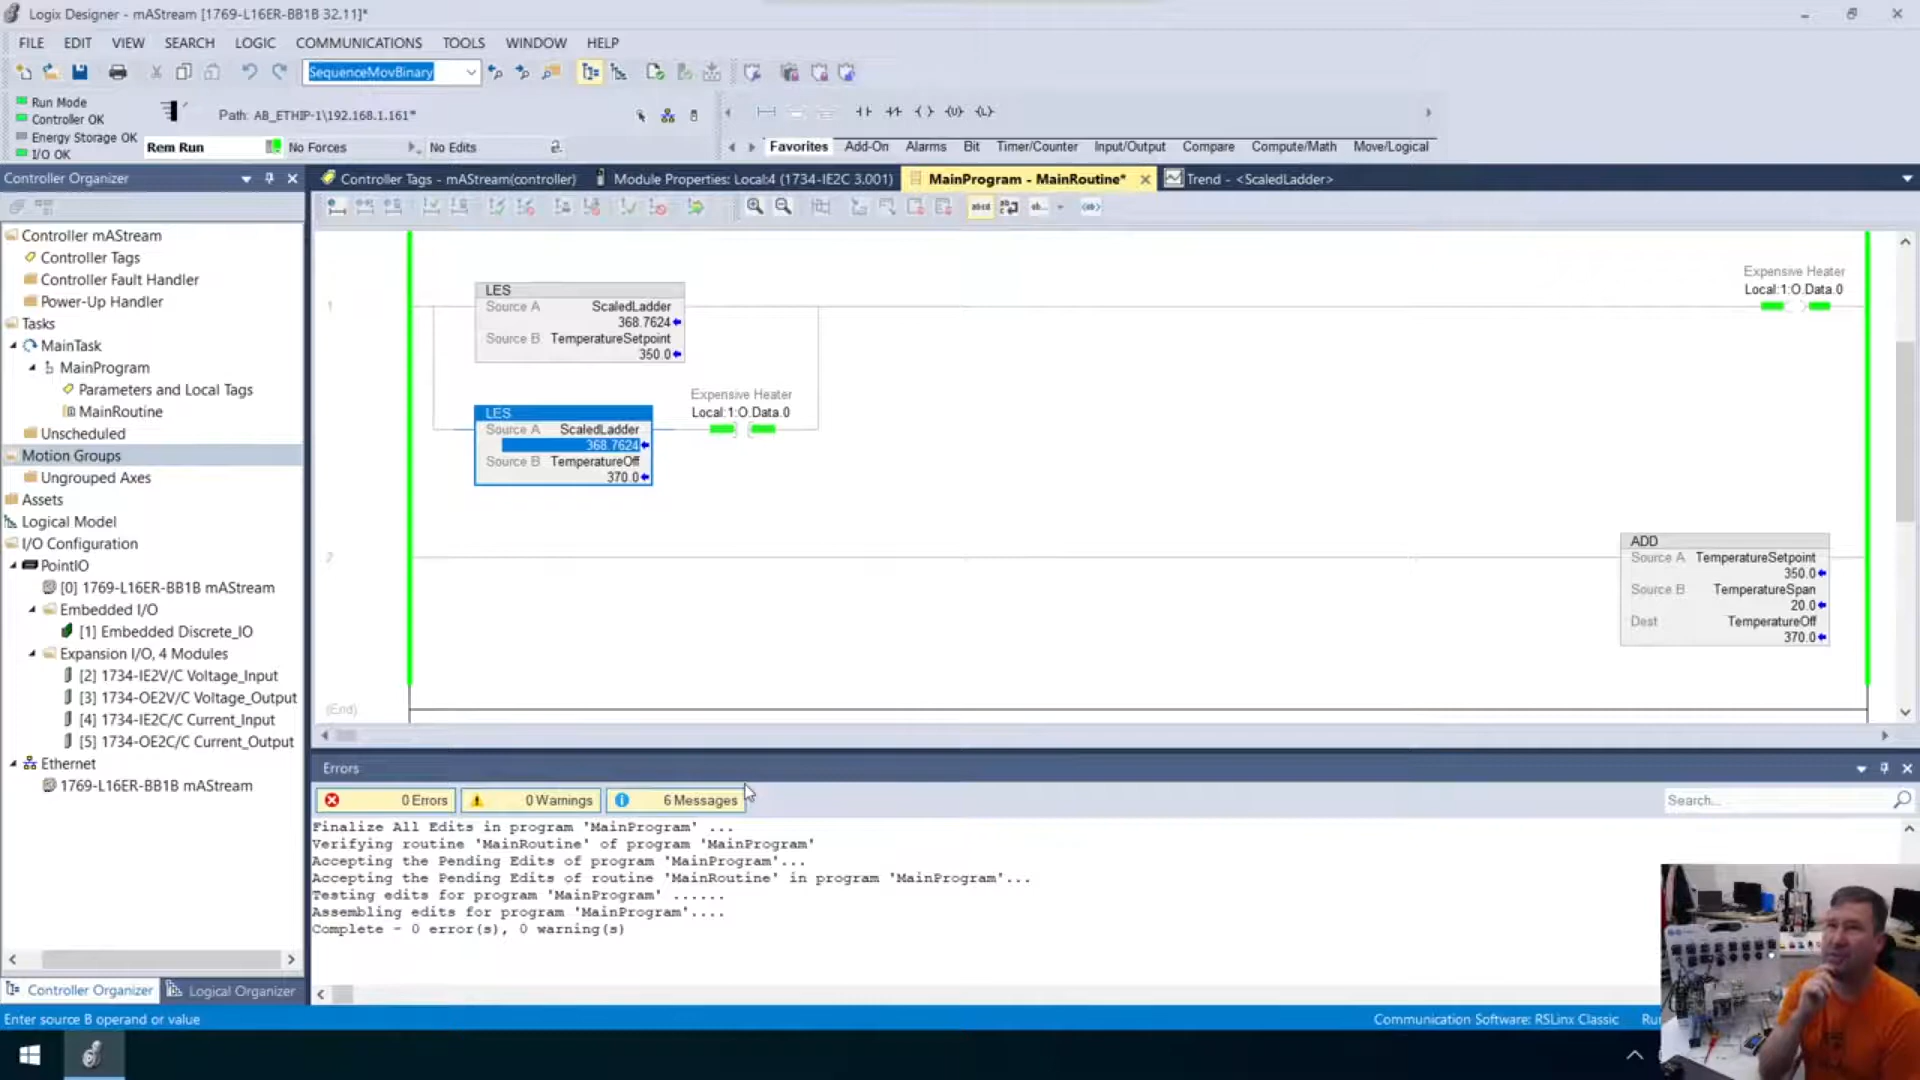 Logix Designer - mAStream [1769-L16ER-BB1B 32.11]*
FILE EDIT VIEW SEARCH LOGIC COMMUNICATIONS TOOLS WINDOW HELP
SequenceMovBinary
Run Mode
Controller OK
Energy Storage OK
I/O OK
Path: AB_ETHIP-1\192.168.1.161*
Rem Run No Forces No Edits
Favorites Add-On Alarms Bit Timer/Counter Input/Output Compare Compute/Math Move/Logical
Controller Organizer
Controller Tags - mAStream(controller) Module Properties: Local:4 (1734-IE2C 3.001) MainProgram - MainRoutine* Trend - <ScaledLadder>
Controller mAStream
Controller Tags
Controller Fault Handler
Power-Up Handler
Tasks
MainTask
MainProgram
Parameters and Local Tags
MainRoutine
Unscheduled
Motion Groups
Ungrouped Axes
Assets
Logical Model
I/O Configuration
PointIO
[0] 1769-L16ER-BB1B mAStream
Embedded I/O
[1] Embedded Discrete_IO
Expansion I/O, 4 Modules
[2] 1734-IE2V/C Voltage_Input
[3] 1734-OE2V/C Voltage_Output
[4] 1734-IE2C/C Current_Input
[5] 1734-OE2C/C Current_Output
Ethernet
1769-L16ER-BB1B mAStream
Controller Organizer Logical Organizer
1
LES
Source A ScaledLadder
368.7624
Source B TemperatureSetpoint
350.0
Expensive Heater
Local:1:O.Data.0
LES
Source A ScaledLadder
368.7624
Source B TemperatureOff
370.0
Expensive Heater
Local:1:O.Data.0
2
ADD
Source A TemperatureSetpoint
350.0
Source B TemperatureSpan
20.0
Dest TemperatureOff
370.0
(End)
Errors
0 Errors 0 Warnings 6 Messages
Search...
Finalize All Edits in program 'MainProgram' ...
Verifying routine 'MainRoutine' of program 'MainProgram'
Accepting the Pending Edits of program 'MainProgram'...
Accepting the Pending Edits of routine 'MainRoutine' in program 'MainProgram'...
Testing edits for program 'MainProgram' ......
Assembling edits for program 'MainProgram'....
Complete - 0 error(s), 0 warning(s)
Enter source B operand or value
Communication Software: RSLinx Classic